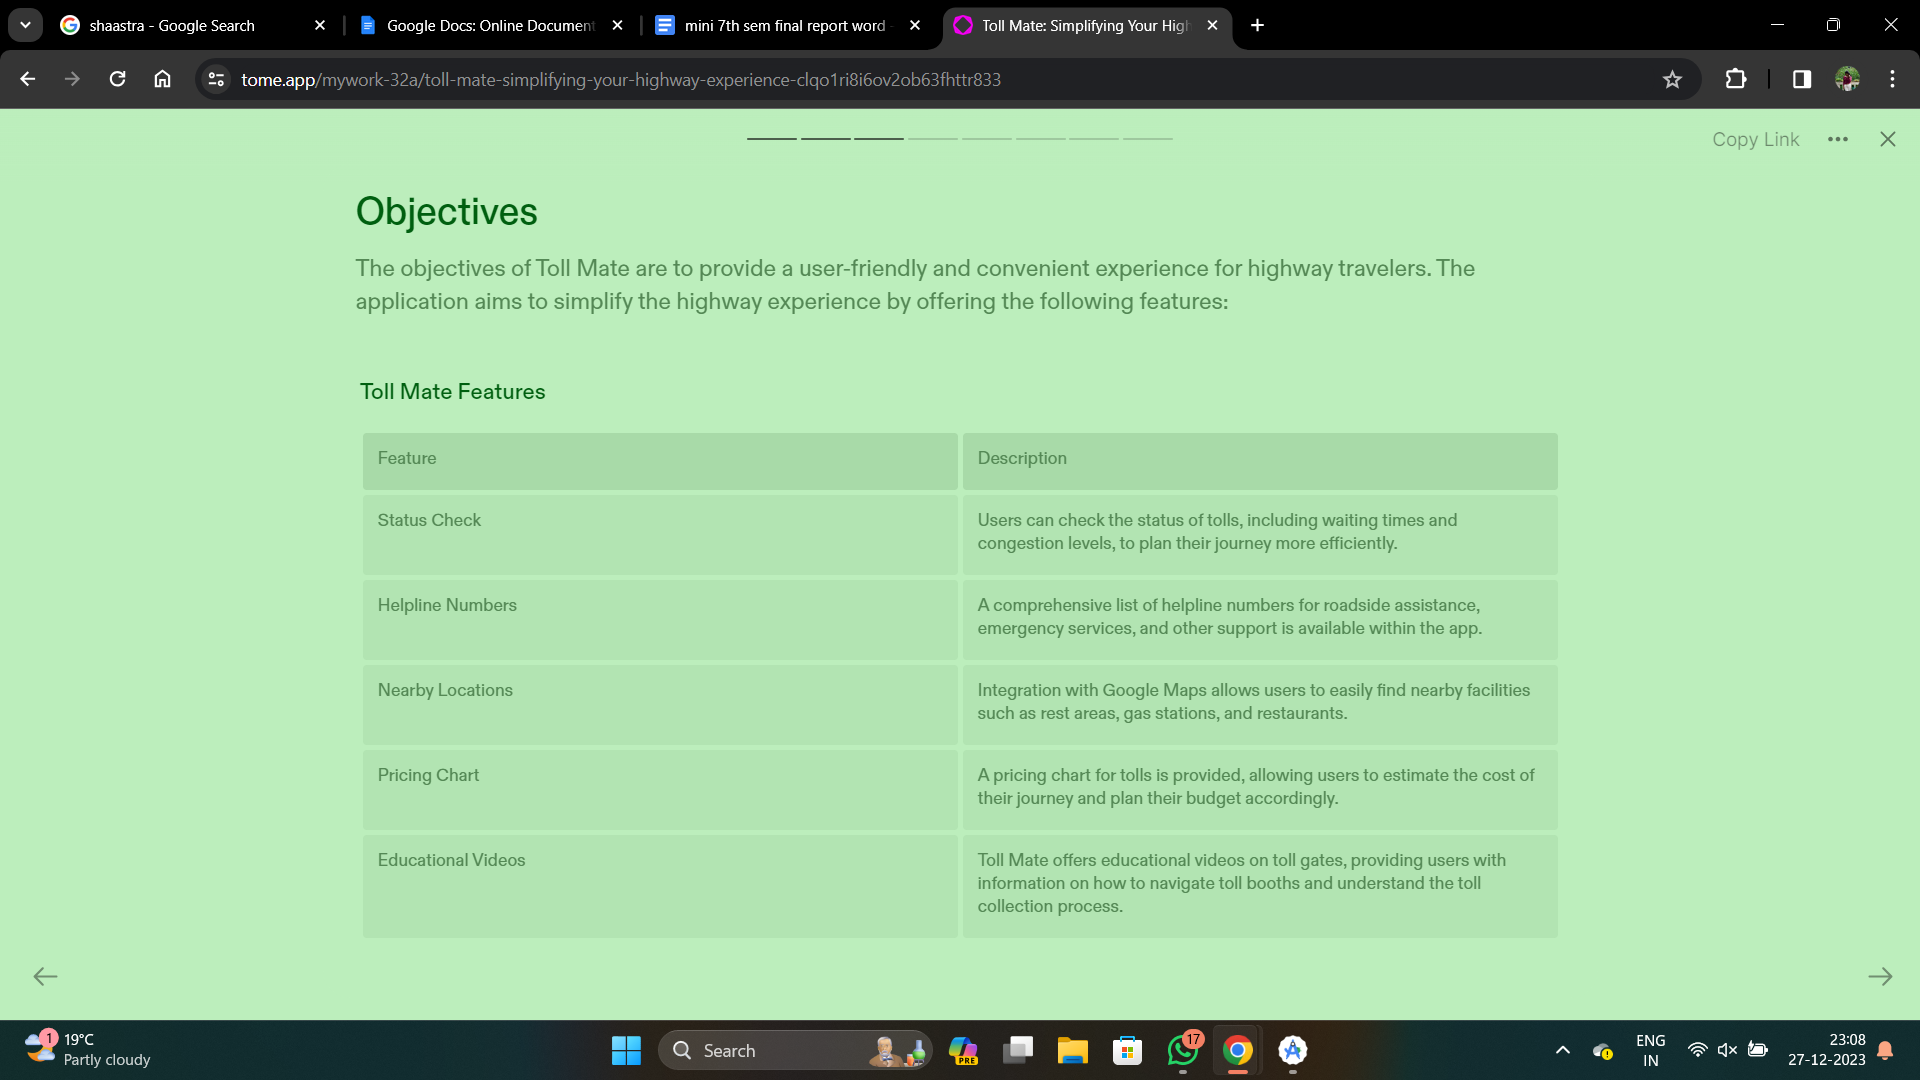 shaastra - Google Search
Google Docs: Online Document
mini 7th sem final report word -
Toll Mate: Simplifying Your High
tome.app/mywork-32a/toll-mate-simplifying-your-highway-experience-clqo1ri8i6ov2ob63fhttr833
Copy Link
Objectives
The objectives of Toll Mate are to provide a user-friendly and convenient experience for highway travelers. The
application aims to simplify the highway experience by offering the following features:
Toll Mate Features
Feature
Description
Status Check
Users can check the status of tolls, including waiting times and
congestion levels, to plan their journey more efficiently.
Helpline Numbers
A comprehensive list of helpline numbers for roadside assistance,
emergency services, and other support is available within the app.
Nearby Locations
Integration with Google Maps allows users to easily find nearby facilities
such as rest areas, gas stations, and restaurants.
Pricing Chart
A pricing chart for tolls is provided, allowing users to estimate the cost of
their journey and plan their budget accordingly.
Educational Videos
Toll Mate offers educational videos on toll gates, providing users with
information on how to navigate toll booths and understand the toll
collection process.
1
19°C
Partly cloudy
Search
PRE
17
ENG
IN
23:08
27-12-2023